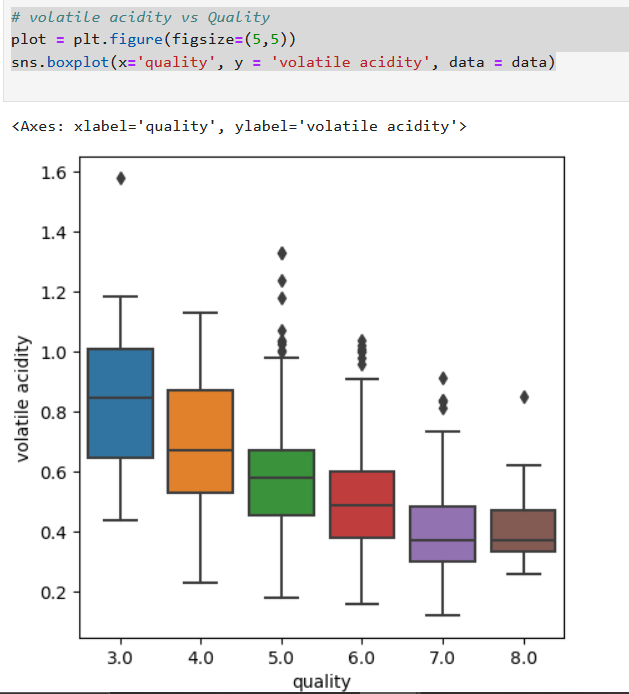 # volatile acidity vs Quality
plot = plt.figure(figsize=(5,5))
sns.boxplot(x='quality', y = 'volatile acidity', data = data)
<Axes: xlabel='quality', ylabel='volatile acidity'>
1.6
1.4
1.2
1.0
0.8
0.6
0.4
0.2
volatile acidity
3.0 4.0 5.0 6.0 7.0 8.0
quality